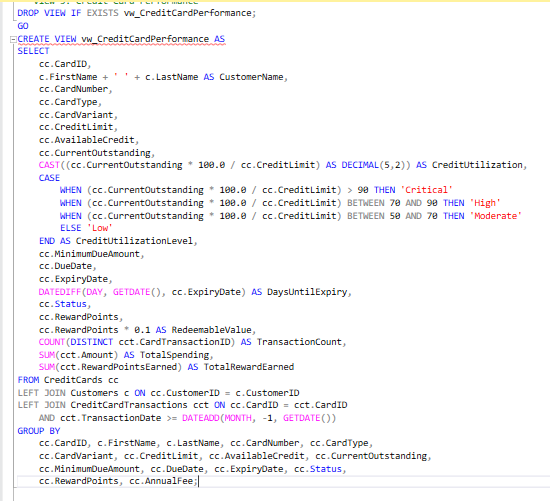 DROP VIEW IF EXISTS vw_CreditCardPerformance;
GO
CREATE VIEW vw_CreditCardPerformance AS
SELECT
cc.CardID,
c.FirstName + ' ' + c.LastName AS CustomerName,
cc.CardNumber,
cc.CardType,
cc.CardVariant,
cc.CreditLimit,
cc.AvailableCredit,
cc.CurrentOutstanding,
CAST((cc.CurrentOutstanding * 100.0 / cc.CreditLimit) AS DECIMAL(5,2)) AS CreditUtilization,
CASE
WHEN (cc.CurrentOutstanding * 100.0 / cc.CreditLimit) > 90 THEN 'Critical'
WHEN (cc.CurrentOutstanding * 100.0 / cc.CreditLimit) BETWEEN 70 AND 90 THEN 'High'
WHEN (cc.CurrentOutstanding * 100.0 / cc.CreditLimit) BETWEEN 50 AND 70 THEN 'Moderate'
ELSE 'Low'
END AS CreditUtilizationLevel,
cc.MinimumDueAmount,
cc.DueDate,
cc.ExpiryDate,
DATEDIFF(DAY, GETDATE(), cc.ExpiryDate) AS DaysUntilExpiry,
cc.Status,
cc.RewardPoints,
cc.RewardPoints * 0.1 AS RedeemableValue,
COUNT(DISTINCT cct.CardTransactionID) AS TransactionCount,
SUM(cct.Amount) AS TotalSpending,
SUM(cct.RewardPointsEarned) AS TotalRewardEarned
FROM CreditCards cc
LEFT JOIN Customers c ON cc.CustomerID = c.CustomerID
LEFT JOIN CreditCardTransactions cct ON cc.CardID = cct.CardID
AND cct.TransactionDate >= DATEADD(MONTH, -1, GETDATE())
GROUP BY
cc.CardID, c.FirstName, c.LastName, cc.CardNumber, cc.CardType,
cc.CardVariant, cc.CreditLimit, cc.AvailableCredit, cc.CurrentOutstanding,
cc.MinimumDueAmount, cc.DueDate, cc.ExpiryDate, cc.Status,
cc.RewardPoints, cc.AnnualFee;